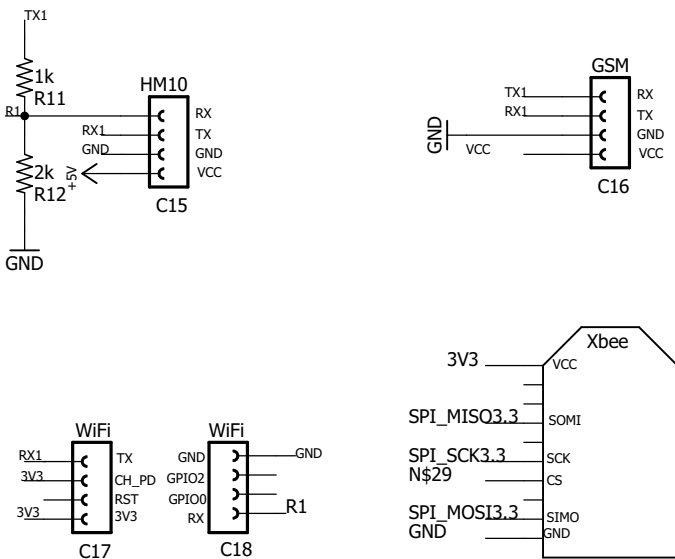 TX1
1k
R11
R1
2k
R12
GND
HM10
RX1
GND
+5V
RX
TX
GND
VCC
C15
GSM
TX1
RX1
GND
VCC
RX
TX
GND
VCC
C16
WiFi
RX1
3V3
3V3
TX
CH_PD
RST
3V3
C17
WiFi
GND
GPIO2
GPIO0
RX
GND
R1
C18
Xbee
3V3
VCC
SPI_MISO3.3
SOMI
SPI_SCK3.3
SCK
N$29
CS
SPI_MOSI3.3
SIMO
GND
GND